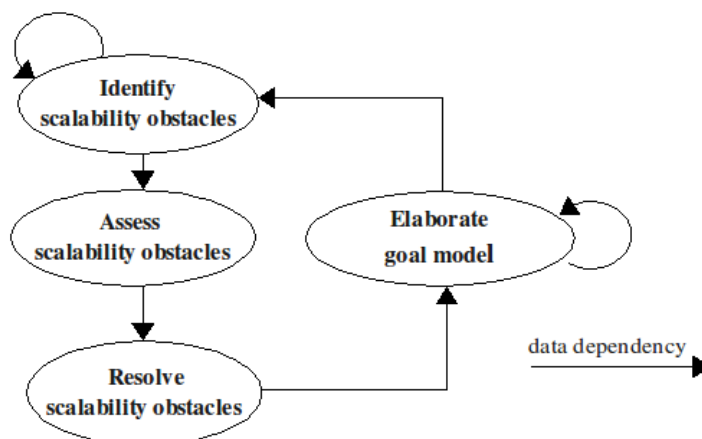 Identify
scalability obstacles
Assess
scalability obstacles
Elaborate
goal model
data dependency
Resolve
scalability obstacles